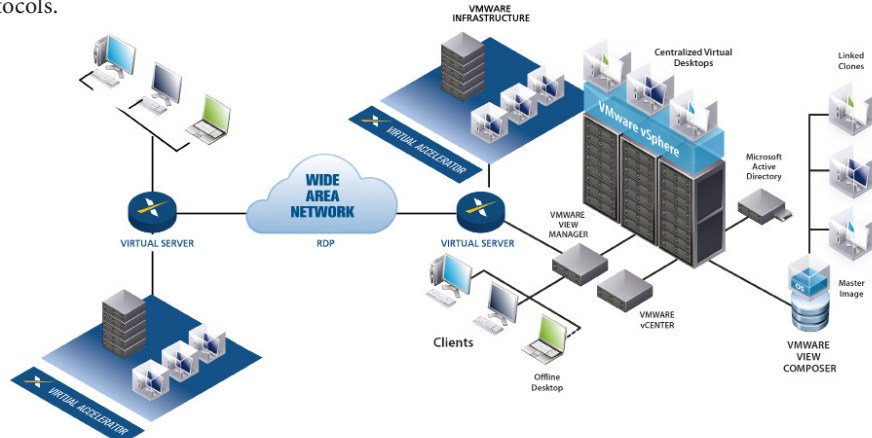 tocols.
VMWARE
INFRASTRUCTURE
Centralized Virtual
Desktops
Linked
Clones
VMware vSphere
VIRTUAL ACCELERATOR
Microsoft
Active
Directory
WIDE
AREA
NETWORK
RDP
VIRTUAL SERVER
VIRTUAL SERVER
VMWARE
VIEW
MANAGER
Clients
Offline
Desktop
VMWARE
vCENTER
OS
Master
Image
VMWARE
VIEW
COMPOSER
VIRTUAL ACCELERATOR